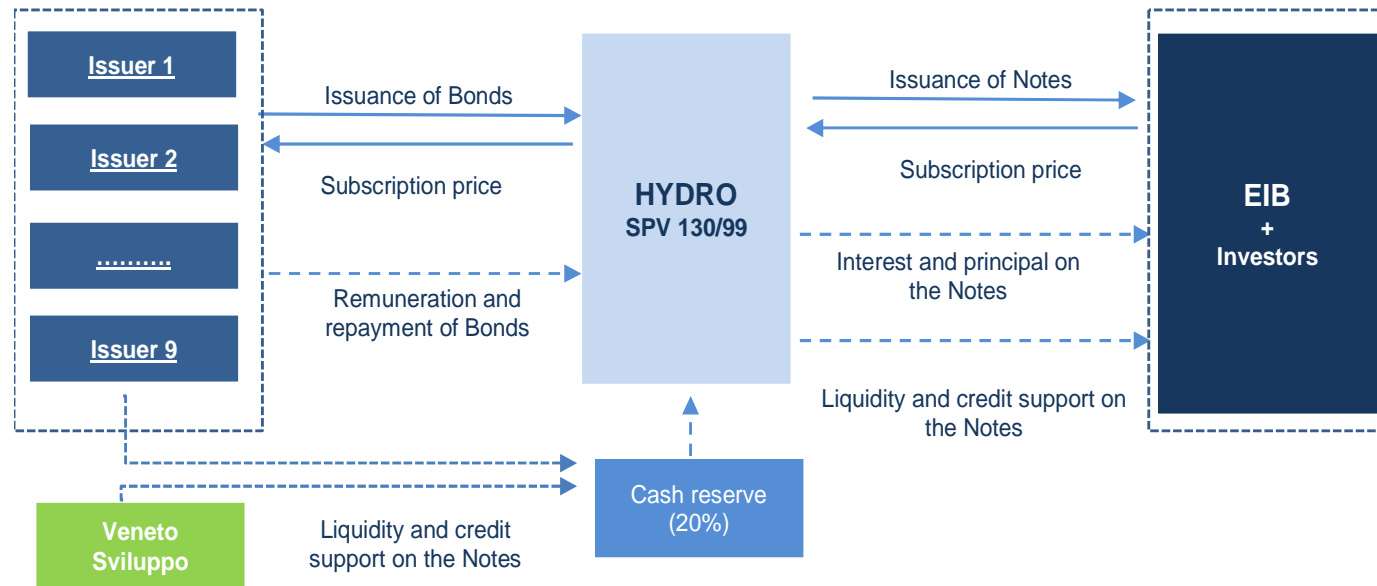 Issuer 1
Issuer 2
……….
Issuer 9
Veneto
Sviluppo
Issuance of Bonds
Subscription price
Remuneration and
repayment of Bonds
Liquidity and credit
support on the Notes
HYDRO
SPV 130/99
Cash reserve
(20%)
Issuance of Notes
Subscription price
Interest and principal on
the Notes
Liquidity and credit support on
the Notes
EIB
+
Investors